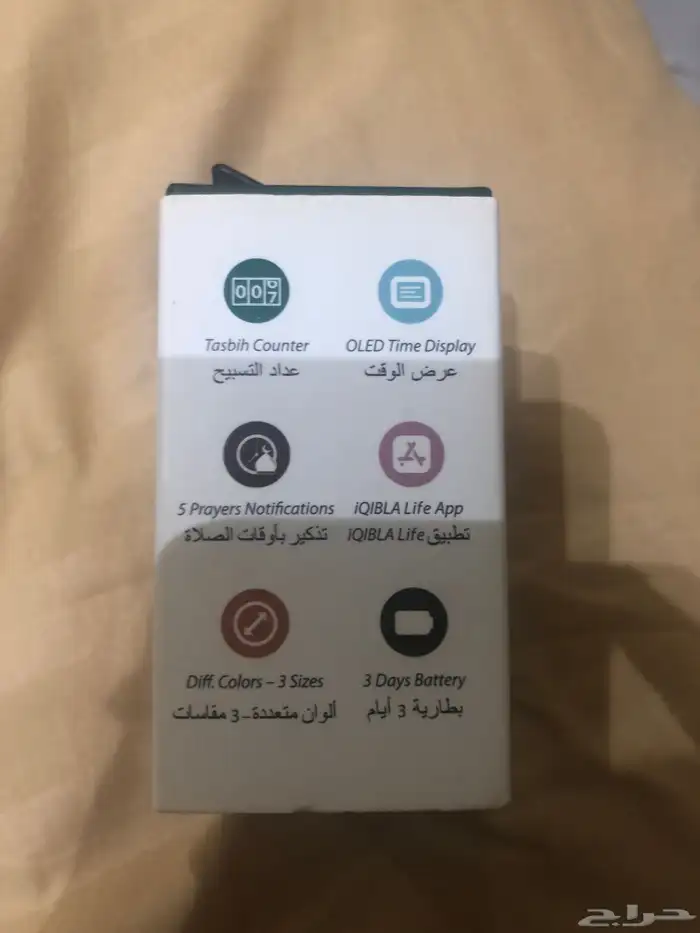 007
Tasbih Counter
عداد التسبيح
OLED Time Display
عرض الوقت
5 Prayers Notifications
تذكير بأوقات الصلاة
iQIBLA Life App
تطبيق iQIBLA Life
Diff. Colors – 3 Sizes
ألوان متعددة-3 مقاسات
3 Days Battery
بطارية 3 أيام
حراج